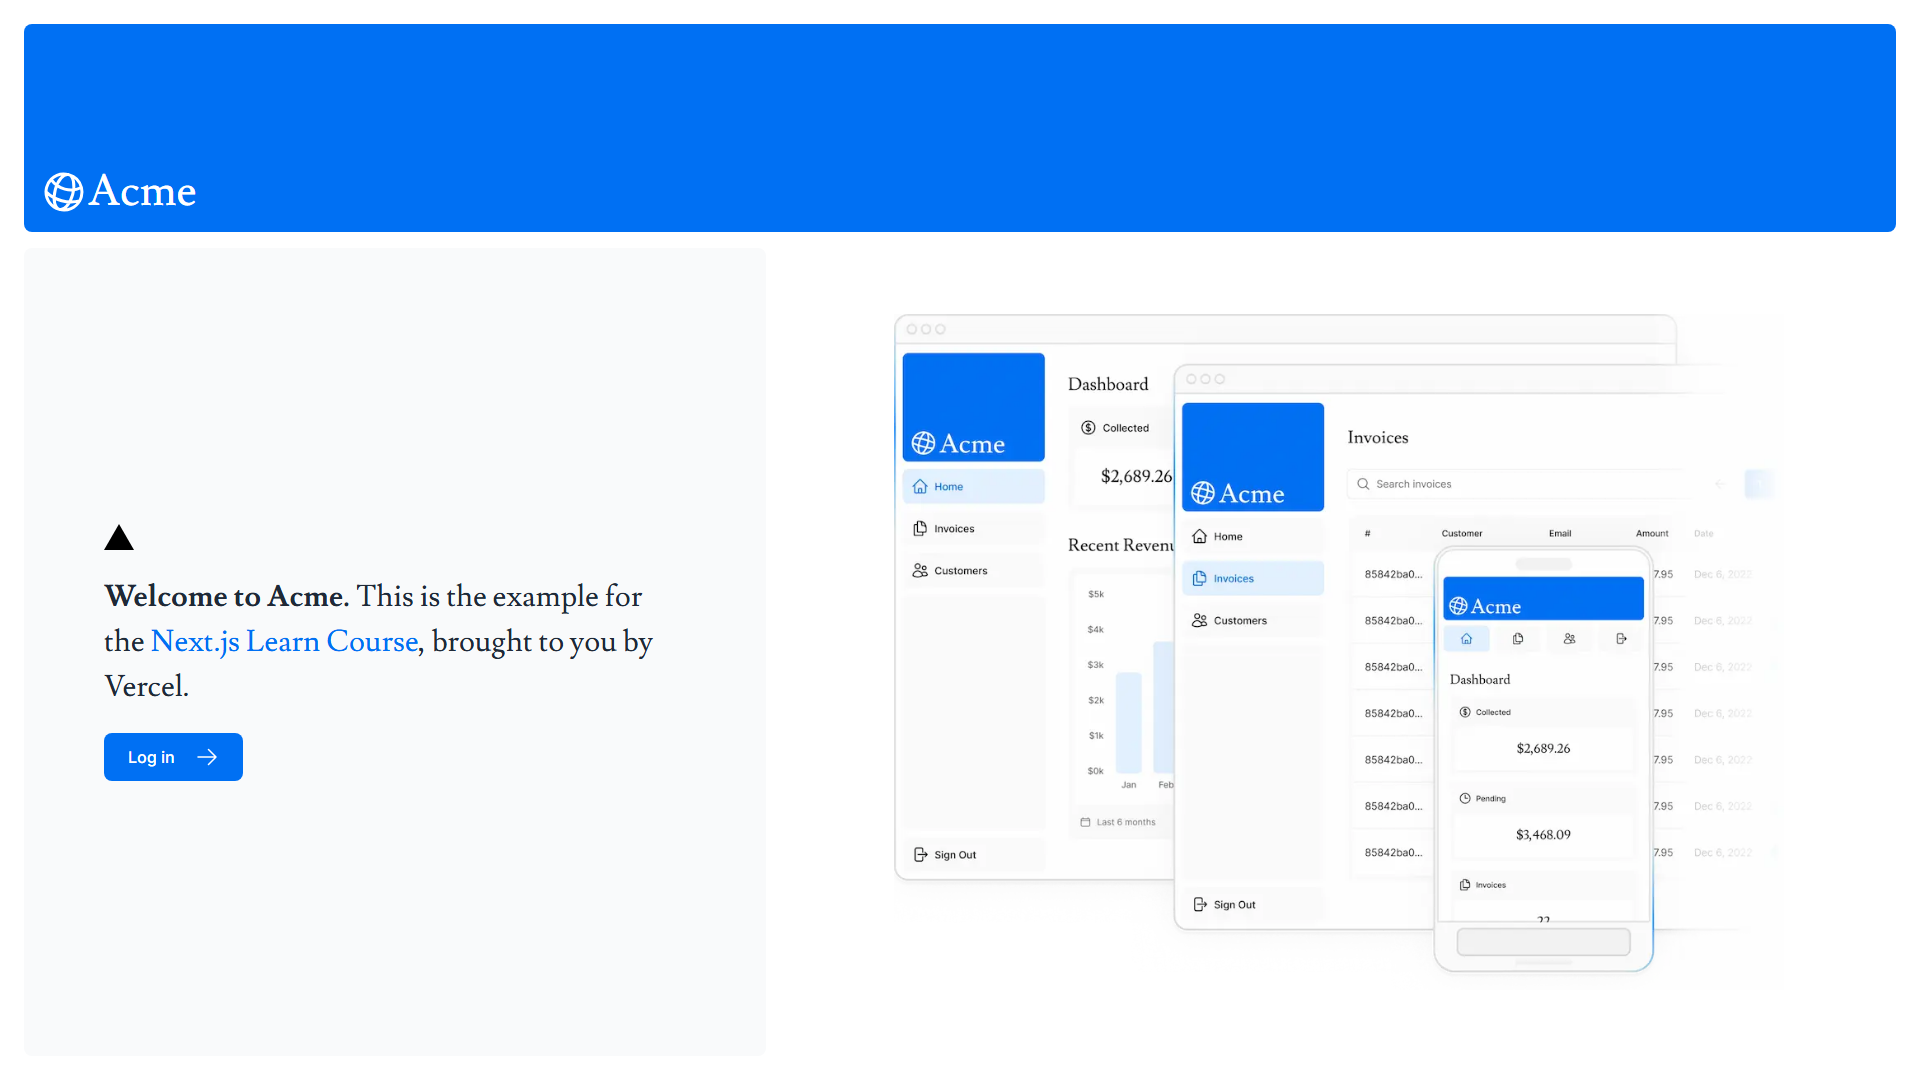 Acme
Welcome to Acme. This is the example for
the Next.js Learn Course, brought to you by
Vercel.
Log in
Acme
Home
Invoices
Customers
Sign Out
Dashboard
Collected
$2,689.26
Recent Revenu
$5k
$4k
$3k
$2k
$1k
$0k
Jan Feb
Last 6 months
Acme
Home
Invoices
Customers
Sign Out
Invoices
Search invoices
# Customer Email Amount Date
85842ba0... 7.95 Dec 6, 2022
85842ba0... 7.95 Dec 6, 2022
85842ba0... 7.95 Dec 6, 2022
85842ba0... 7.95 Dec 6, 2022
85842ba0... 7.95 Dec 6, 2022
85842ba0... 7.95 Dec 6, 2022
85842ba0... 7.95 Dec 6, 2022
Acme
Dashboard
Collected
$2,689.26
Pending
$3,468.09
Invoices
22